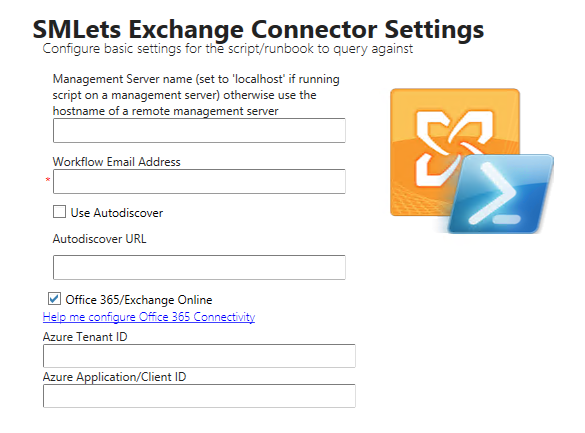 SMLets Exchange Connector Settings
Configure basic settings for the script/runbook to query against
Management Server name (set to 'localhost' if running
script on a management server) otherwise use the
hostname of a remote management server
Workflow Email Address
*
Use Autodiscover
Autodiscover URL
Office 365/Exchange Online
Help me configure Office 365 Connectivity
Azure Tenant ID
Azure Application/Client ID